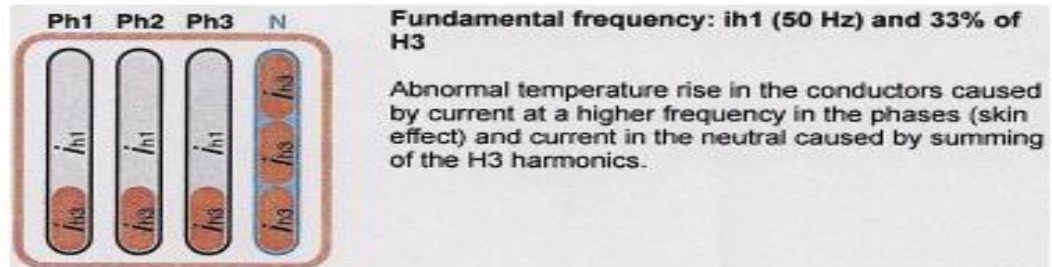 Ph1 Ph2 Ph3 N
ih1 ih1 ih1
ih3 ih3 ih3
ih3
ih3
ih3
Fundamental frequency: ih1 (50 Hz) and 33% of
H3
Abnormal temperature rise in the conductors caused
by current at a higher frequency in the phases (skin
effect) and current in the neutral caused by summing
of the H3 harmonics.